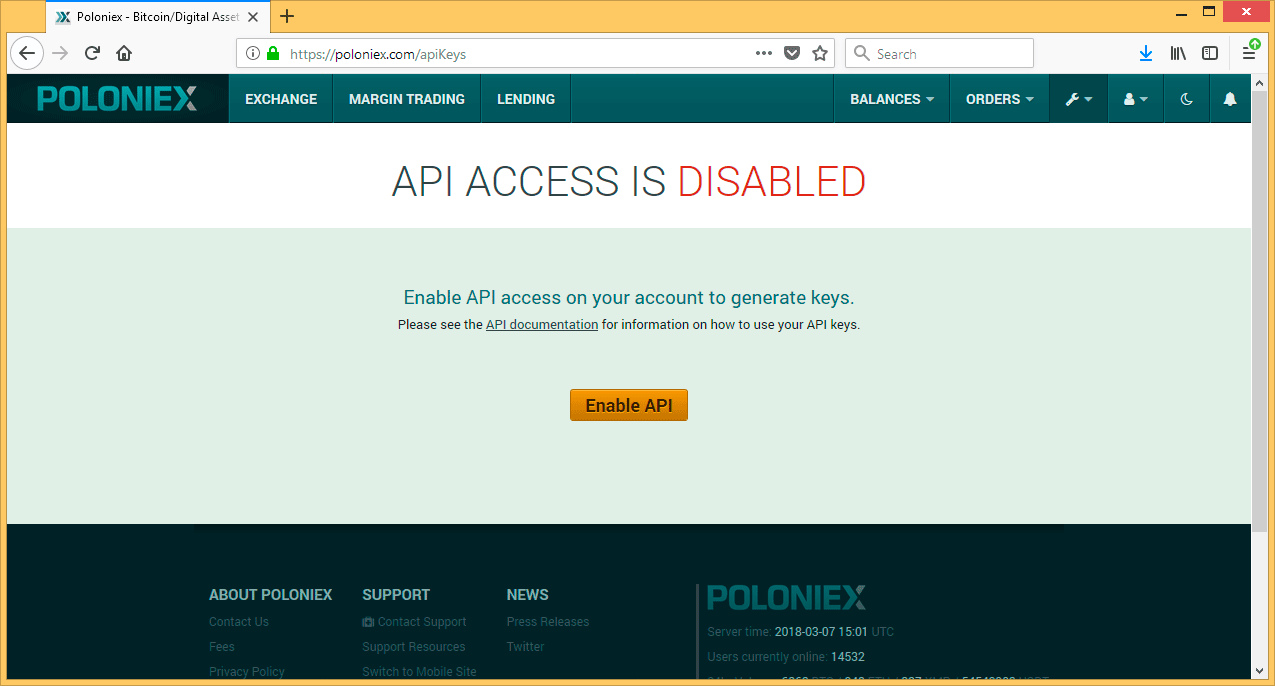 Poloniex - Bitcoin/Digital Asset
https://poloniex.com/apiKeys
Search
POLONIEX EXCHANGE MARGIN TRADING LENDING BALANCES ORDERS
API ACCESS IS DISABLED
Enable API access on your account to generate keys.
Please see the API documentation for information on how to use your API keys.
Enable API
ABOUT POLONIEX SUPPORT NEWS POLONIEX
Contact Us Contact Support Press Releases Server time: 2018-03-07 15:01 UTC
Fees Support Resources Twitter Users currently online: 14532
Privacy Policy Switch to Mobile Site